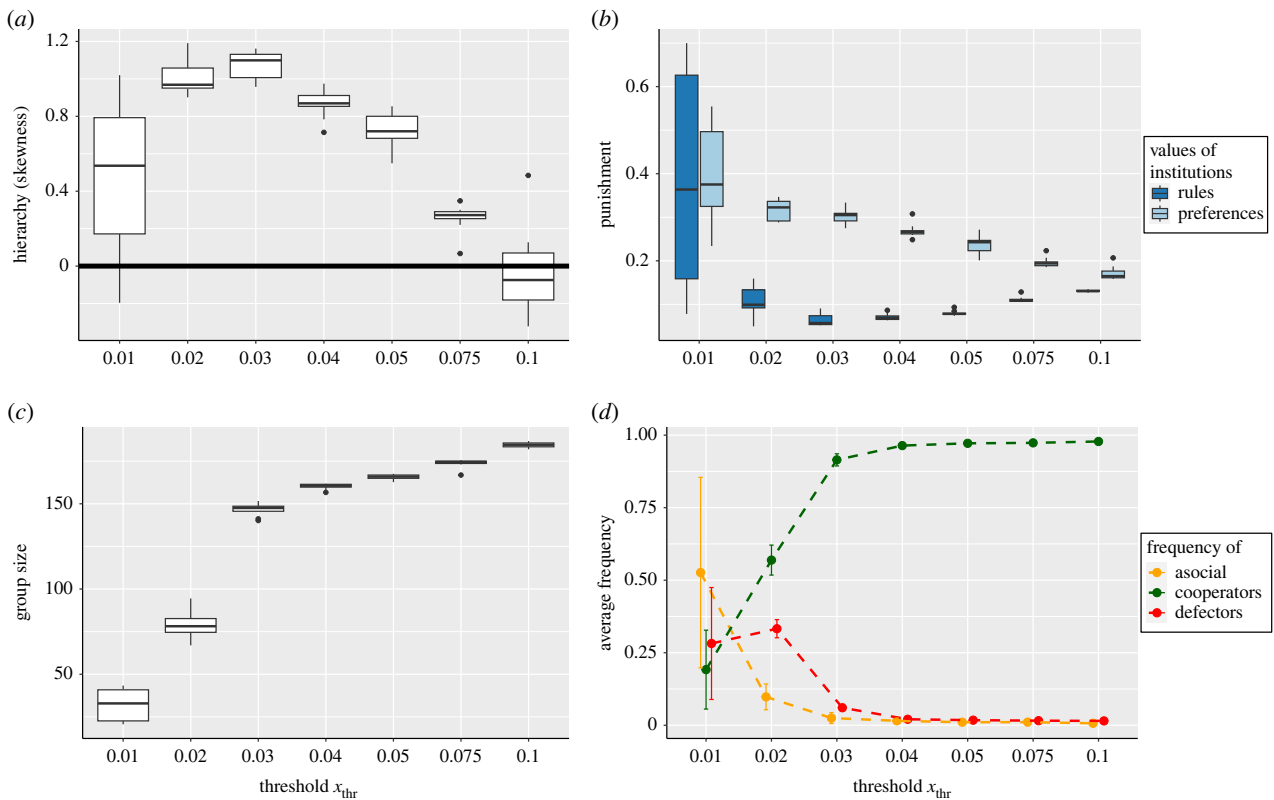 (a)
hierarchy (skewness)
1.2
0.8
0.4
0
0.01 0.02 0.03 0.04 0.05 0.075 0.1
(b)
punishment
0.6
0.4
0.2
0.01 0.02 0.03 0.04 0.05 0.075 0.1
values of
institutions
rules
preferences
(c)
group size
150
100
50
0.01 0.02 0.03 0.04 0.05 0.075 0.1
threshold xthr
(d)
average frequency
1.00
0.75
0.50
0.25
0
0.01 0.02 0.03 0.04 0.05 0.075 0.1
threshold xthr
frequency of
asocial
cooperators
defectors